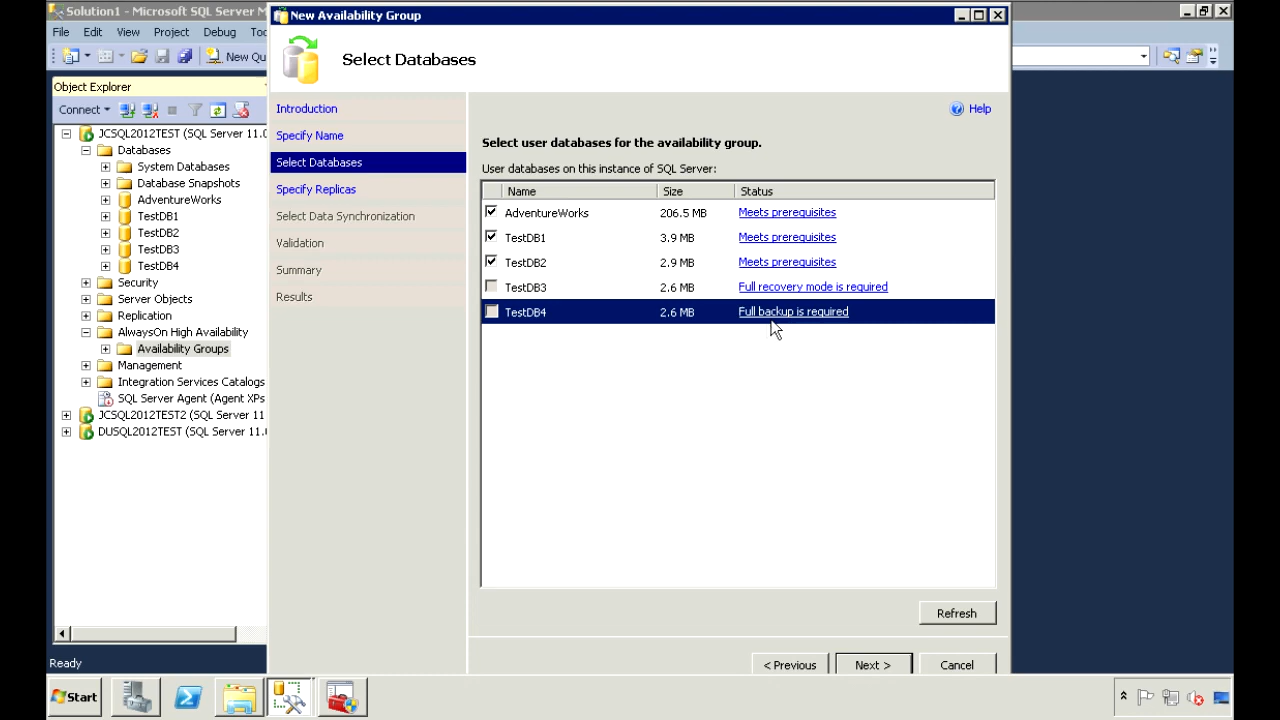 Solution1 - Microsoft SQL Server M
File Edit View Project Debug Too
New Qu
Object Explorer
Connect
JCSQL2012TEST (SQL Server 11.0
Databases
System Databases
Database Snapshots
AdventureWorks
TestDB1
TestDB2
TestDB3
TestDB4
Security
Server Objects
Replication
AlwaysOn High Availability
Availability Groups
Management
Integration Services Catalogs
SQL Server Agent (Agent XPs
JCSQL2012TEST2 (SQL Server 11
DUSQL2012TEST (SQL Server 11.0
Ready
New Availability Group
Select Databases
Introduction
Specify Name
Select Databases
Specify Replicas
Select Data Synchronization
Validation
Summary
Results
Help
Select user databases for the availability group.
User databases on this instance of SQL Server:
Name Size Status
AdventureWorks 206.5 MB Meets prerequisites
TestDB1 3.9 MB Meets prerequisites
TestDB2 2.9 MB Meets prerequisites
TestDB3 2.6 MB Full recovery mode is required
TestDB4 2.6 MB Full backup is required
Refresh
< Previous Next > Cancel
Start